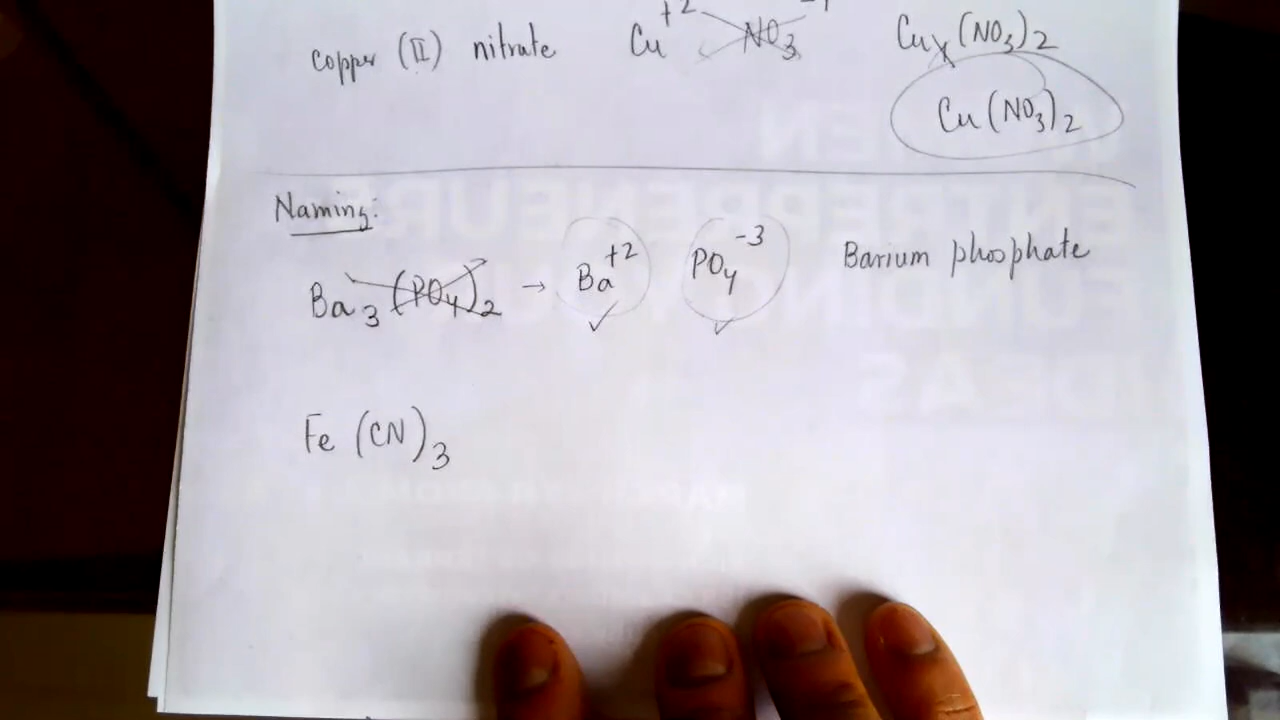 copper (II) nitrate Cu+2 NO3-1 Cux(NO3)2
Cu(NO3)2
Naming:
Ba3(PO4)2 → Ba+2 PO4-3 Barium phosphate
Fe(CN)3